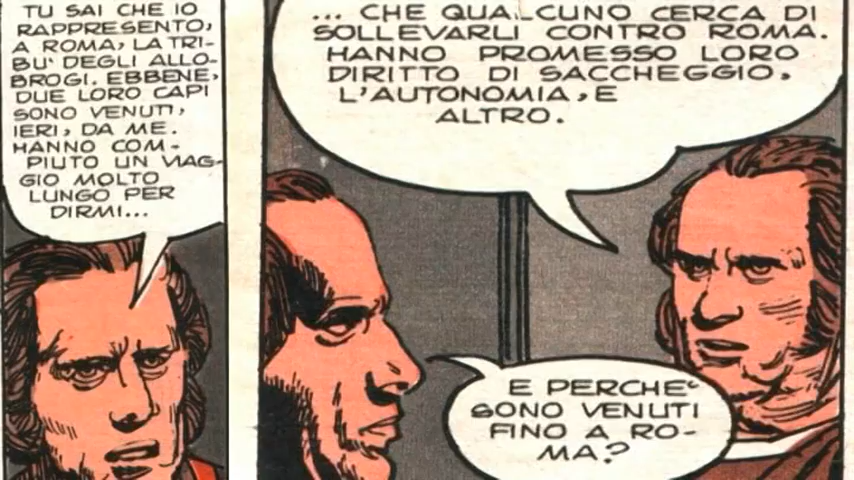 TU SAI CHE IO
RAPPRESENTO,
A ROMA, LA TRI-
BU' DEGLI ALLO-
BROGI. EBBENE,
DUE LORO CAPI
SONO VENUTI,
IERI, DA ME.
HANNO COM-
PIUTO UN VIAG-
GIO MOLTO
LUNGO PER
DIRMI...
... CHE QUALCUNO CERCA DI
SOLLEVARLI CONTRO ROMA.
HANNO PROMESSO LORO
DIRITTO DI SACCHEGGIO,
L'AUTONOMIA, E
ALTRO.
E PERCHE'
SONO VENUTI
FINO A RO-
MA?